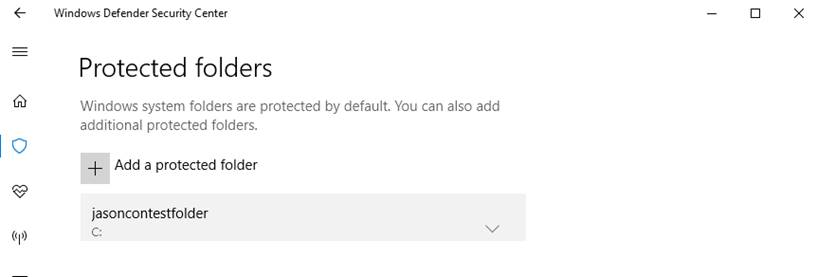 Windows Defender Security Center
Protected folders
Windows system folders are protected by default. You can also add
additional protected folders.
Add a protected folder
jasoncontestfolder
C: